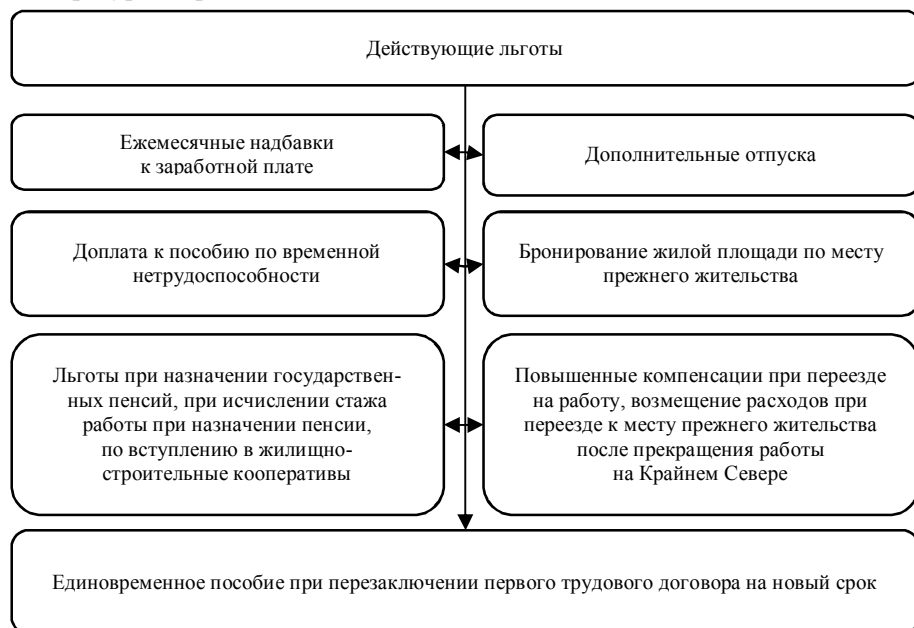 Действующие льготы
Ежемесячные надбавки
к заработной плате
Дополнительные отпуска
Доплата к пособию по временной
нетрудоспособности
Бронирование жилой площади по месту
прежнего жительства
Льготы при назначении государствен-
ных пенсий, при исчислении стажа
работы при назначении пенсии,
по вступлению в жилищно-
строительные кооперативы
Повышенные компенсации при переезде
на работу, возмещение расходов при
переезде к месту прежнего жительства
после прекращения работы
на Крайнем Севере
Единовременное пособие при перезаключении первого трудового договора на новый срок